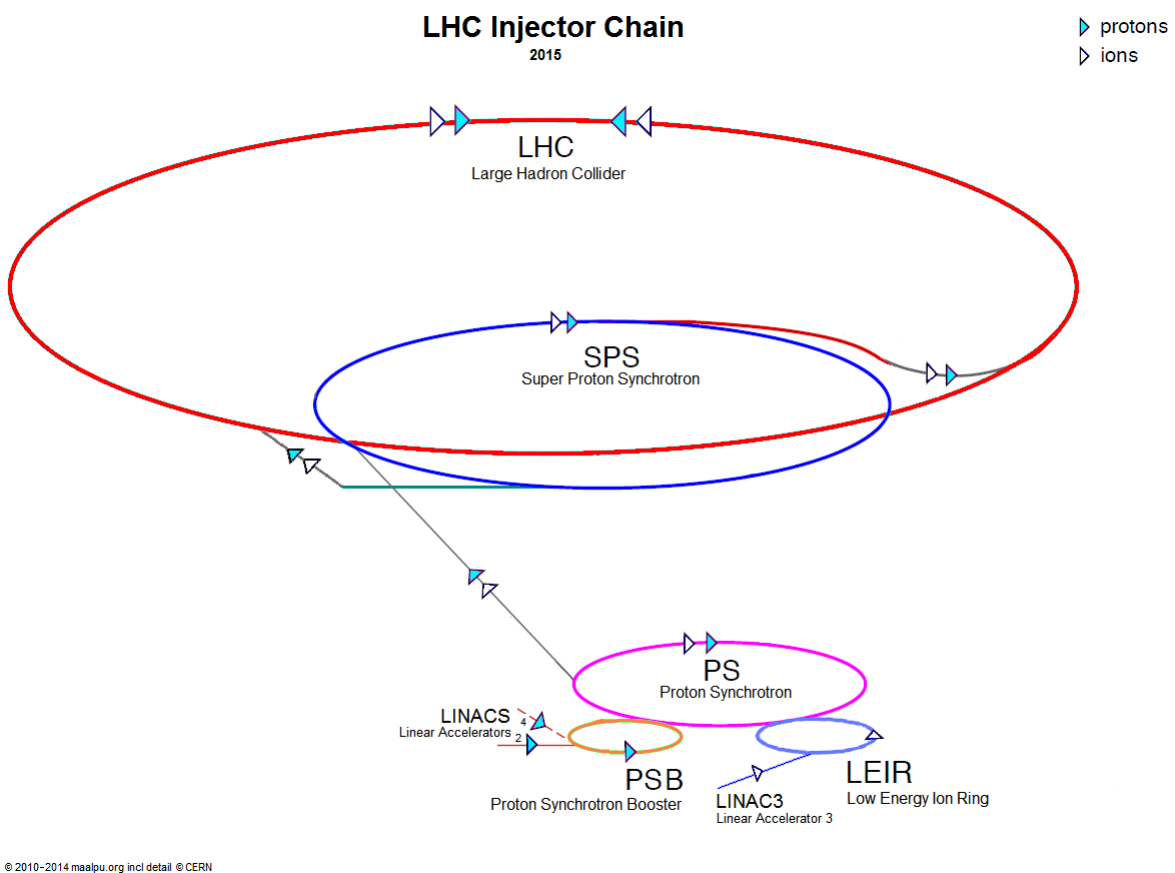 LHC Injector Chain
2015
protons
ions
LHC
Large Hadron Collider
SPS
Super Proton Synchrotron
PS
Proton Synchrotron
LINACS 4
Linear Accelerators 2
PSB
Proton Synchrotron Booster
LEIR
Low Energy Ion Ring
LINAC3
Linear Accelerator 3
© 2010-2014 maalpu.org incl detail © CERN